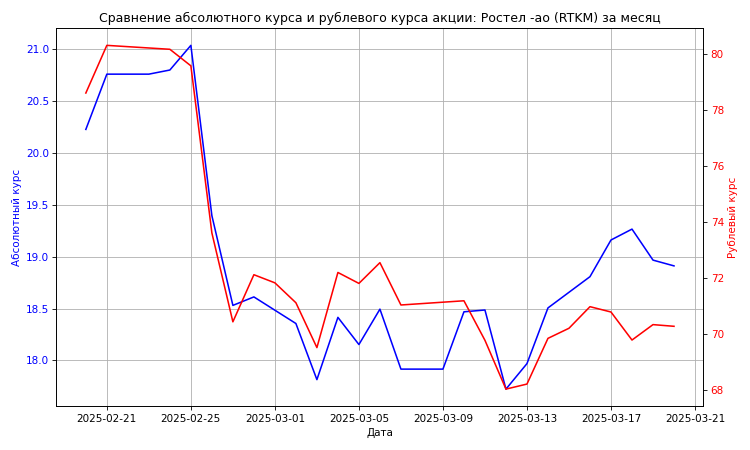 Сравнение абсолютного курса и рублевого курса акции: Ростел -ао (RTKM) за месяц
21.0
20.5
20.0
19.5
19.0
18.5
18.0
Абсолютный курс
80
78
76
74
72
70
68
Рублевый курс
2025-02-21 2025-02-25 2025-03-01 2025-03-05 2025-03-09 2025-03-13 2025-03-17 2025-03-21
Дата